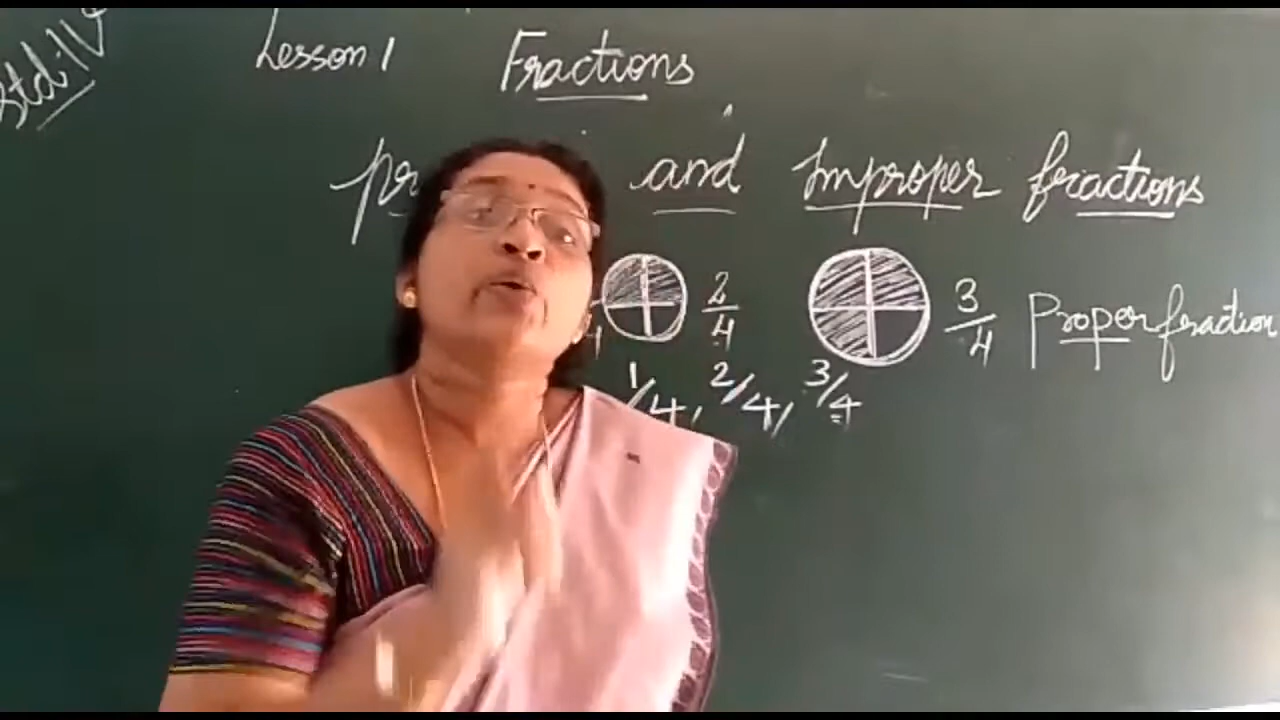 Std:IV
Lesson 1
Fractions
and Improper fractions
2/4
3/4 Proper fraction
1/4, 2/4, 3/4